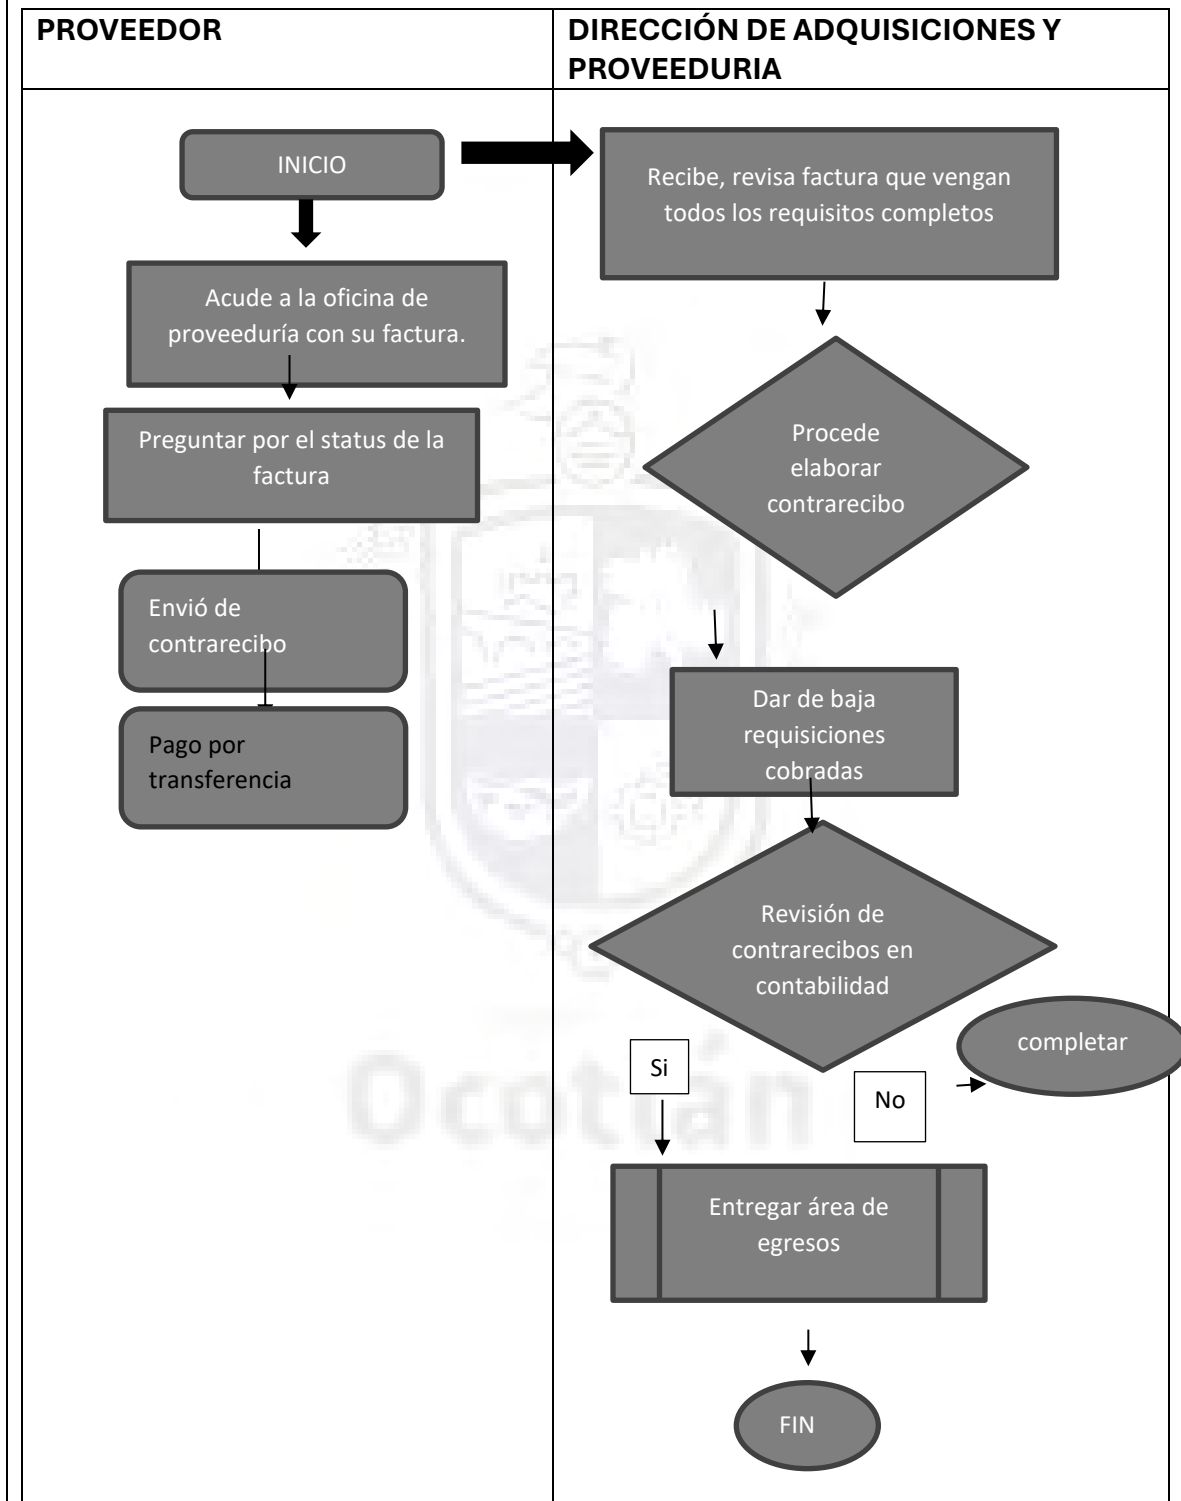 PROVEEDOR
DIRECCIÓN DE ADQUISICIONES Y
PROVEEDURIA
INICIO
Acude a la oficina de
proveeduría con su factura.
Preguntar por el status de la
factura
Envió de
contrarecibo
Pago por
transferencia
Recibe, revisa factura que vengan
todos los requisitos completos
Procede
elaborar
contrarecibo
Dar de baja
requisiciones
cobradas
Revisión de
contrarecibos en
contabilidad
completar
Si
No
Entregar área de
egresos
FIN
Ocotlán